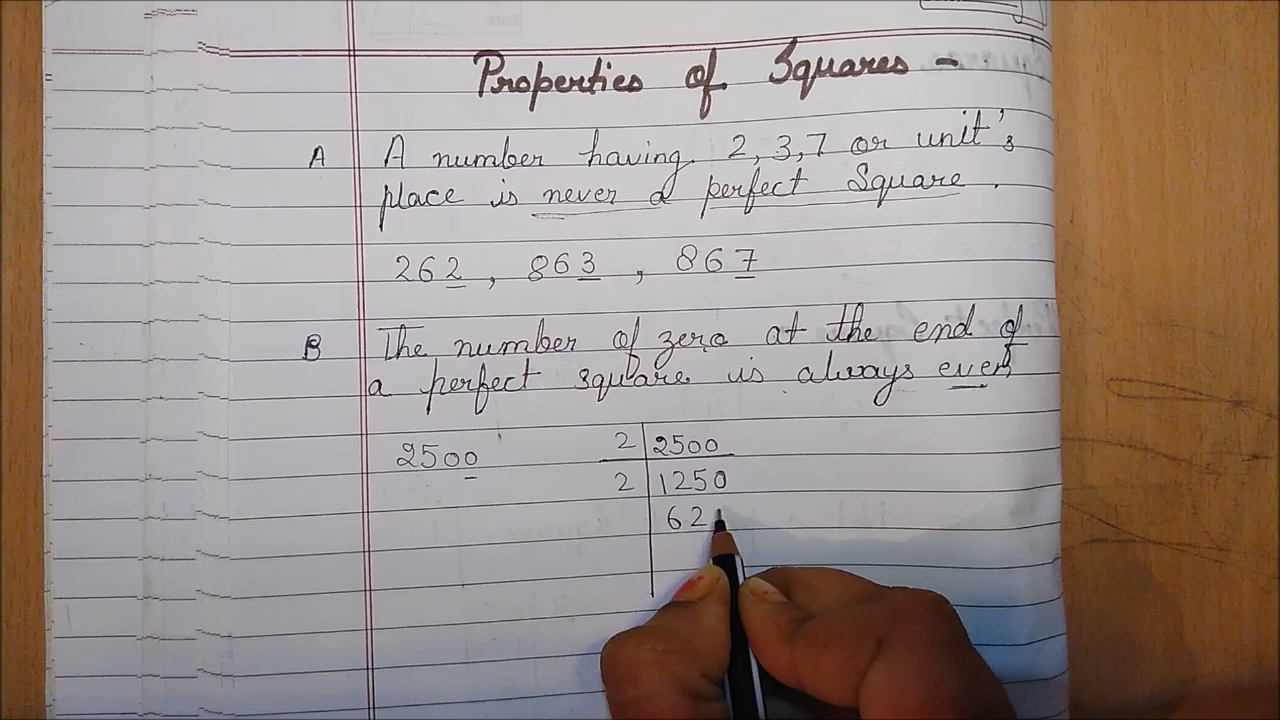 Properties of Squares -
A A number having 2, 3, 7 or unit's
place is never a perfect Square.
262, 863, 867
B The number of zero at the end of
a perfect square is always even
2500
2 2500
2 1250
62